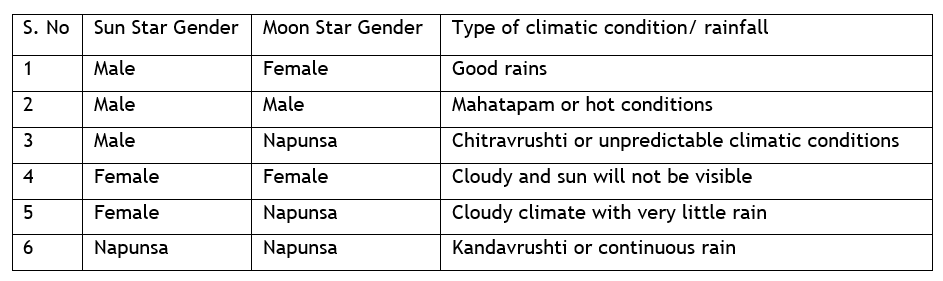 S. No Sun Star Gender Moon Star Gender Type of climatic condition/ rainfall
1 Male Female Good rains
2 Male Male Mahatapam or hot conditions
3 Male Napunsa Chitravrushti or unpredictable climatic conditions
4 Female Female Cloudy and sun will not be visible
5 Female Napunsa Cloudy climate with very little rain
6 Napunsa Napunsa Kandavrushti or continuous rain